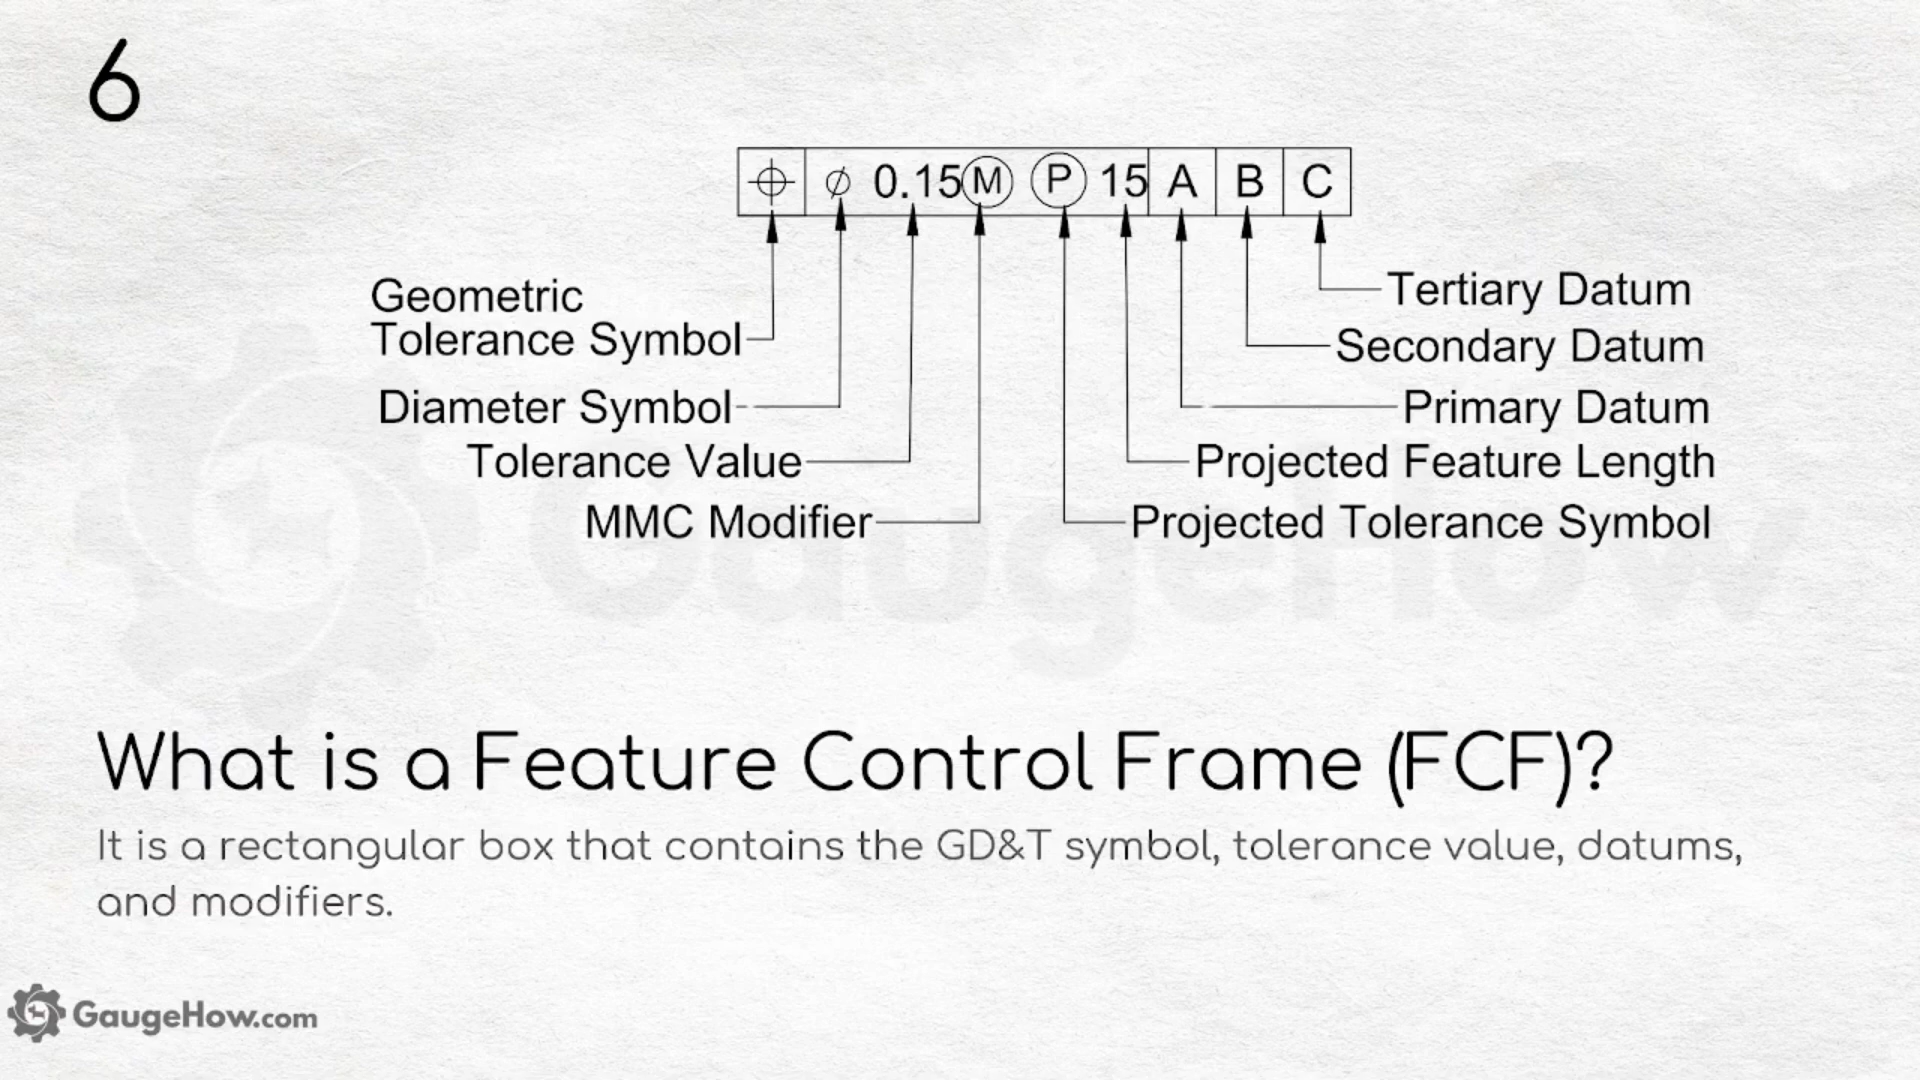 6
⌖ ⌀ 0.15Ⓜ Ⓟ 15 A B C
Geometric
Tolerance Symbol
Diameter Symbol
Tolerance Value
MMC Modifier
Tertiary Datum
Secondary Datum
Primary Datum
Projected Feature Length
Projected Tolerance Symbol
GaugeHow
What is a Feature Control Frame (FCF)?
It is a rectangular box that contains the GD&T symbol, tolerance value, datums,
and modifiers.
GaugeHow.com